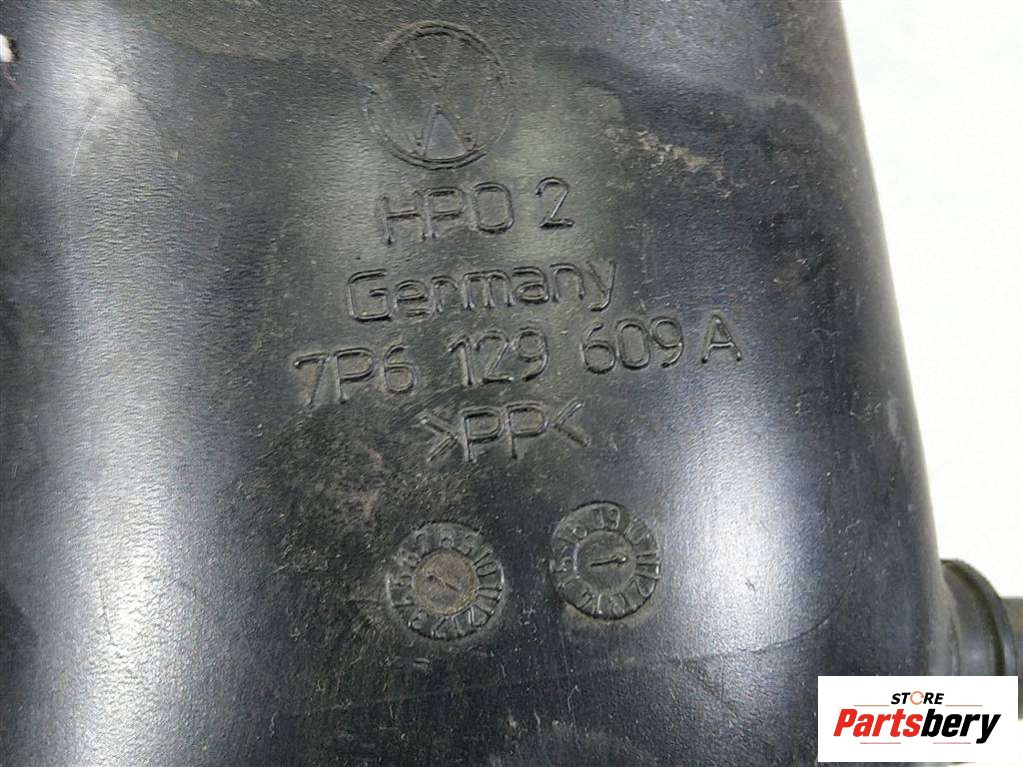 HPO 2
Germany
7P6 129 609 A
>PP<
STORE
Partsbery